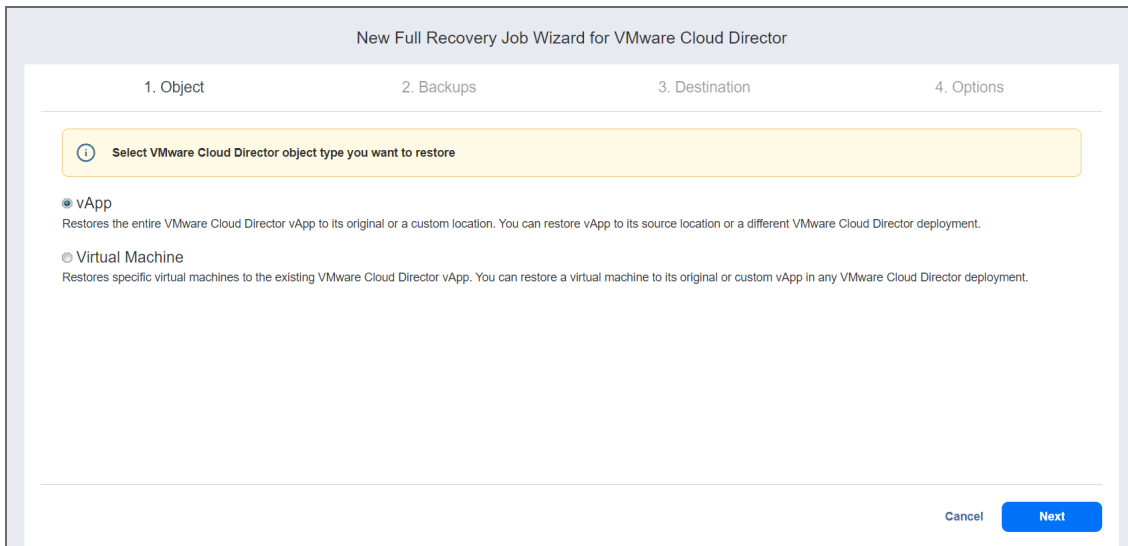 New Full Recovery Job Wizard for VMware Cloud Director
1. Object
2. Backups
3. Destination
4. Options
Select VMware Cloud Director object type you want to restore
vApp
Restores the entire VMware Cloud Director vApp to its original or a custom location. You can restore vApp to its source location or a different VMware Cloud Director deployment.
Virtual Machine
Restores specific virtual machines to the existing VMware Cloud Director vApp. You can restore a virtual machine to its original or custom vApp in any VMware Cloud Director deployment.
Cancel
Next